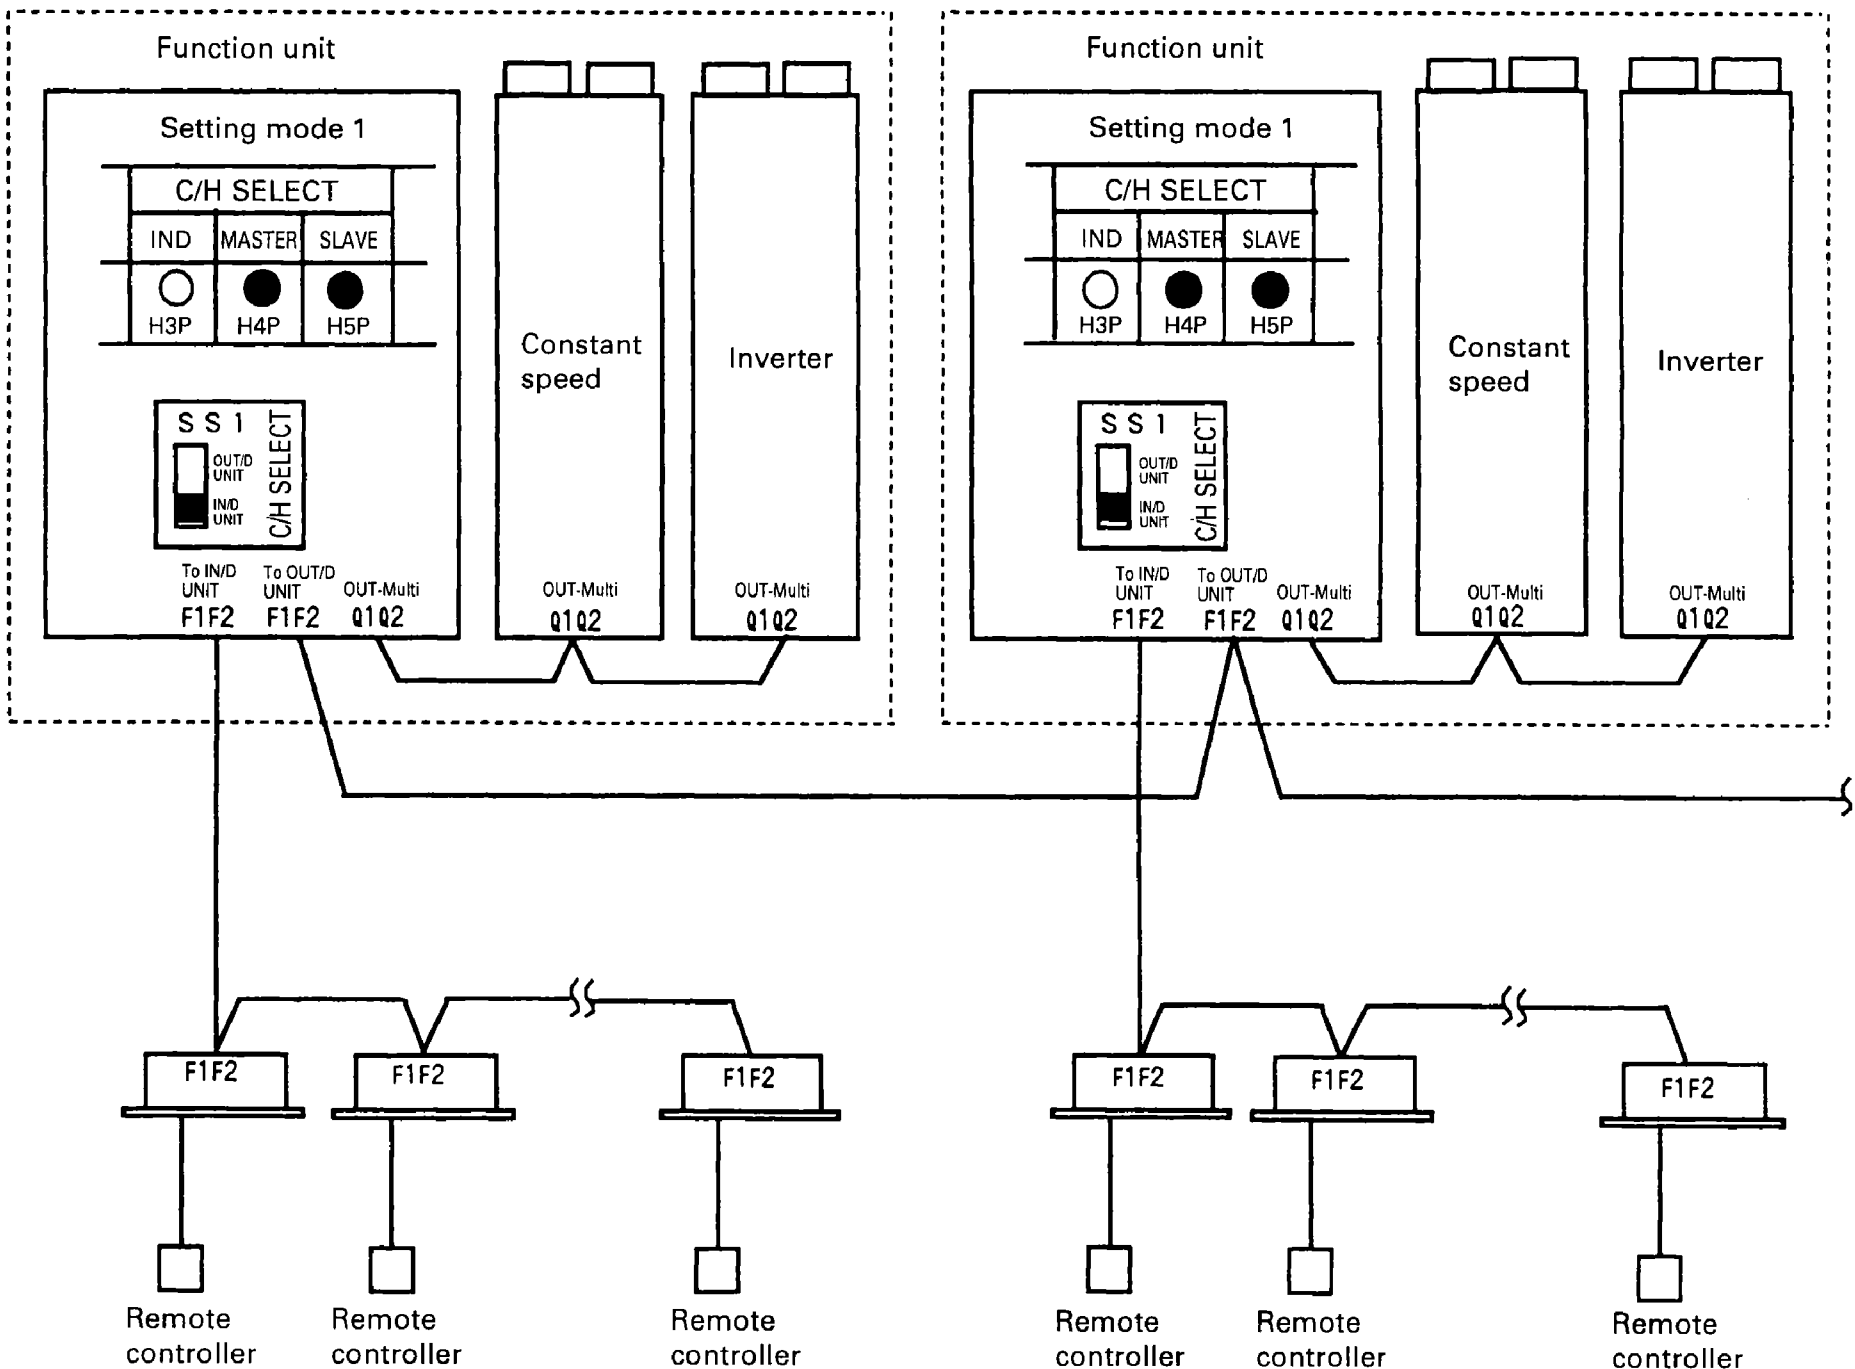 Function unit
Setting mode 1
C/H SELECT
IND MASTER SLAVE
H3P H4P H5P
S S 1
OUT/D
UNIT
IN/D
UNIT
C/H SELECT
To IN/D
UNIT
F1F2
To OUT/D
UNIT
F1F2
OUT-Multi
Q1Q2
Constant
speed
OUT-Multi
Q1Q2
Inverter
OUT-Multi
Q1Q2
Function unit
Setting mode 1
C/H SELECT
IND MASTER SLAVE
H3P H4P H5P
S S 1
OUT/D
UNIT
IN/D
UNIT
C/H SELECT
To IN/D
UNIT
F1F2
To OUT/D
UNIT
F1F2
OUT-Multi
Q1Q2
Constant
speed
OUT-Multi
Q1Q2
Inverter
OUT-Multi
Q1Q2
F1F2
F1F2
F1F2
F1F2
F1F2
F1F2
Remote
controller
Remote
controller
Remote
controller
Remote
controller
Remote
controller
Remote
controller